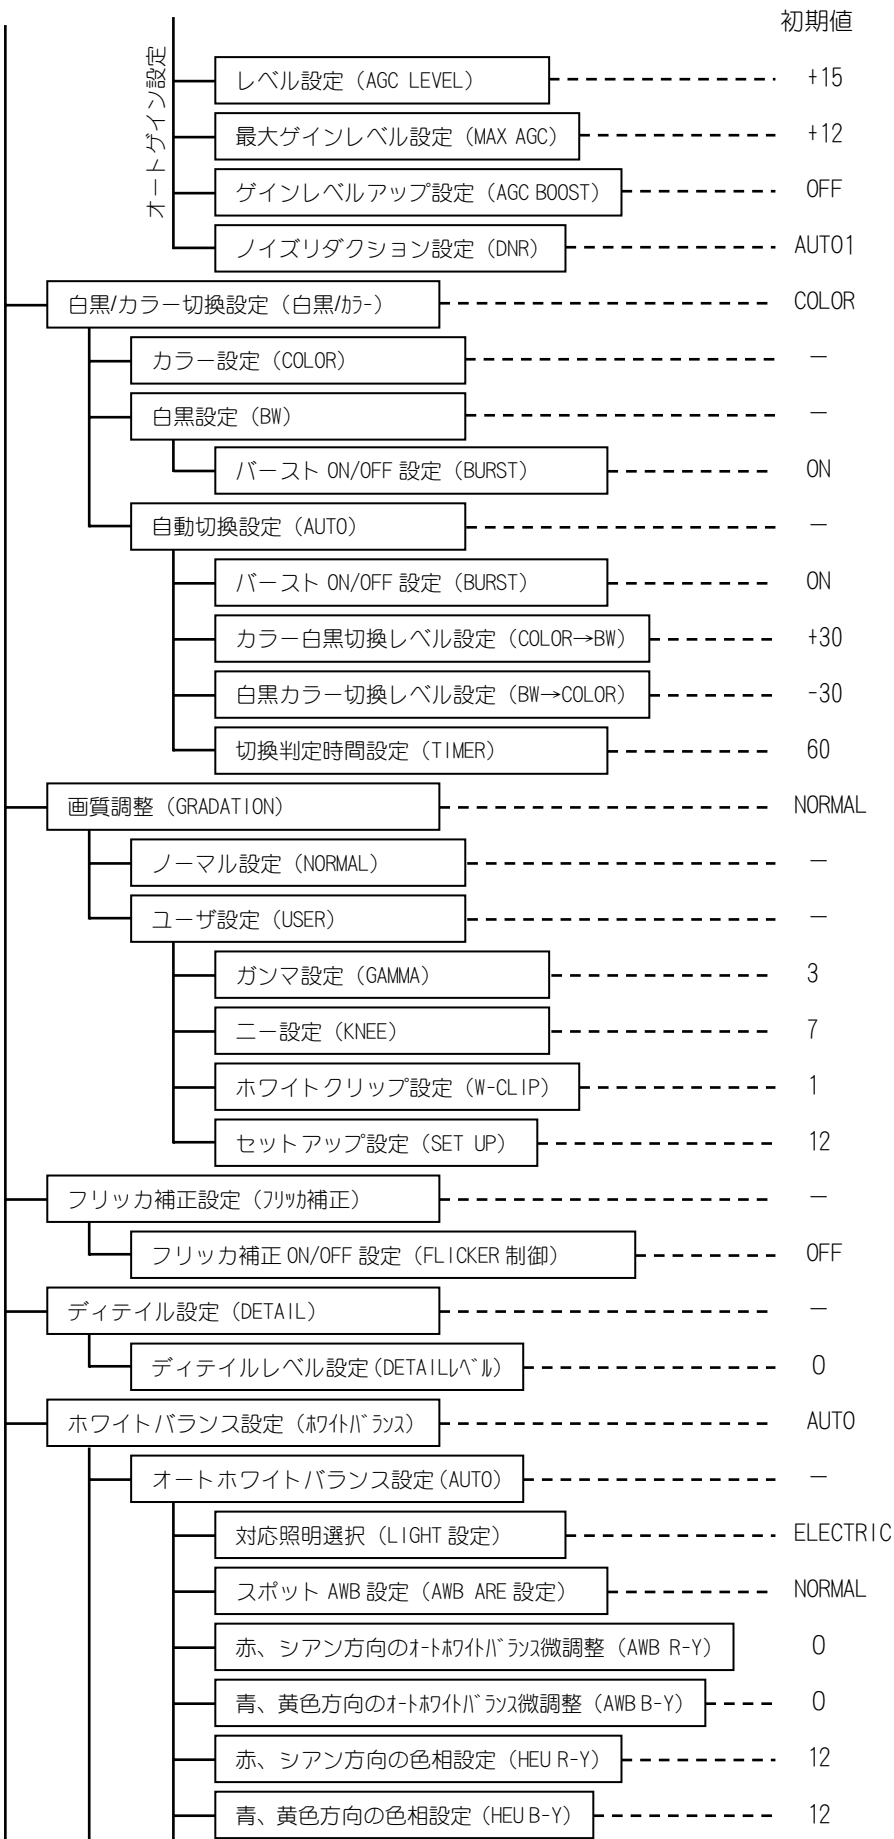 初期値
オートゲイン設定
レベル設定（AGC LEVEL） +15
最大ゲインレベル設定（MAX AGC） +12
ゲインレベルアップ設定（AGC BOOST） OFF
ノイズリダクション設定（DNR） AUTO1
白黒/カラー切換設定（白黒/ｶﾗｰ） COLOR
カラー設定（COLOR） －
白黒設定（BW） －
バースト ON/OFF 設定（BURST） ON
自動切換設定（AUTO） －
バースト ON/OFF 設定（BURST） ON
カラー白黒切換レベル設定（COLOR→BW） +30
白黒カラー切換レベル設定（BW→COLOR） -30
切換判定時間設定（TIMER） 60
画質調整（GRADATION） NORMAL
ノーマル設定（NORMAL） －
ユーザ設定（USER） －
ガンマ設定（GAMMA） 3
ニー設定（KNEE） 7
ホワイトクリップ設定（W-CLIP） 1
セットアップ設定（SET UP） 12
フリッカ補正設定（ﾌﾘｯｶ補正） －
フリッカ補正 ON/OFF 設定（FLICKER 制御） OFF
ディテイル設定（DETAIL） －
ディテイルレベル設定（DETAILﾚﾍﾞﾙ） 0
ホワイトバランス設定（ﾎﾜｲﾄﾊﾞﾗﾝｽ） AUTO
オートホワイトバランス設定（AUTO） －
対応照明選択（LIGHT 設定） ELECTRIC
スポット AWB 設定（AWB ARE 設定） NORMAL
赤、シアン方向のｵｰﾄﾎﾜｲﾄﾊﾞﾗﾝｽ微調整（AWB R-Y） 0
青、黄色方向のｵｰﾄﾎﾜｲﾄﾊﾞﾗﾝｽ微調整（AWB B-Y） 0
赤、シアン方向の色相設定（HEU R-Y） 12
青、黄色方向の色相設定（HEU B-Y） 12